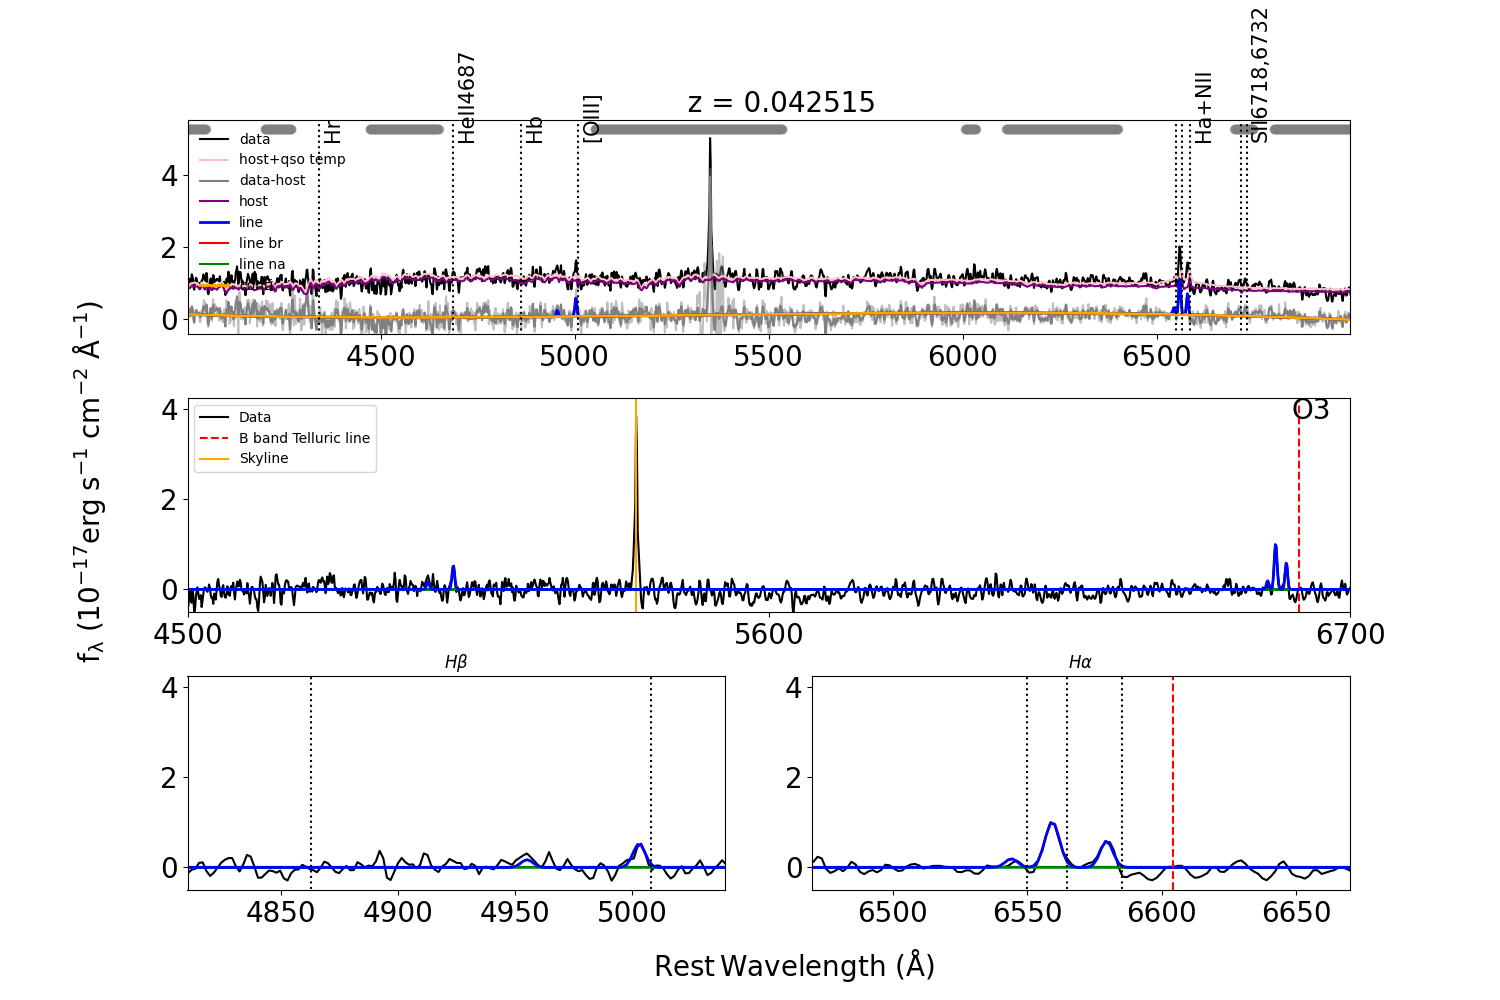 z = 0.042515
Hr
HeII4687
Hb
[OIII]
Ha+NII
SII6718,6732
data
host+qso temp
data-host
host
line
line br
line na
4
2
0
4500
5000
5500
6000
6500
f_λ (10⁻¹⁷erg s⁻¹ cm⁻² Å⁻¹)
Data
B band Telluric line
Skyline
O3
4
2
0
4500
5600
6700
Hβ
4
2
0
4850
4900
4950
5000
Hα
4
2
0
6500
6550
6600
6650
Rest Wavelength (Å)